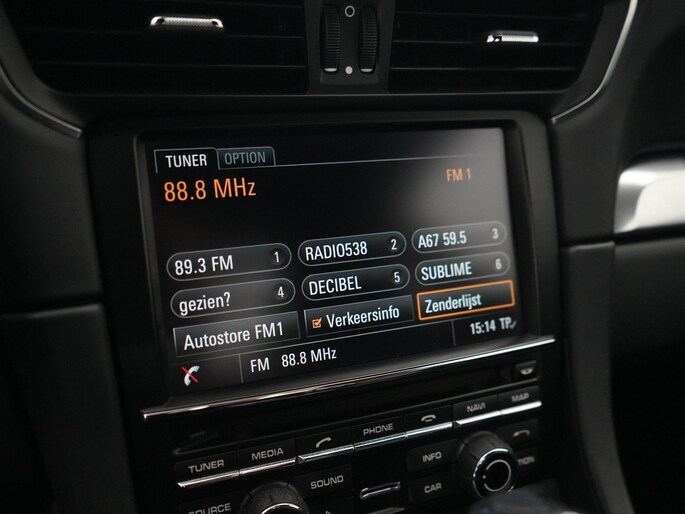 TUNER OPTION
88.8 MHz FM 1
89.3 FM 1 RADIO538 2 A67 59.5 3
gezien? 4 DECIBEL 5 SUBLIME 6
Autostore FM1 Verkeersinfo Zenderlijst
FM 88.8 MHz 15:14 TP
TUNER MEDIA PHONE NAVI MAP
SOURCE SOUND INFO
CAR